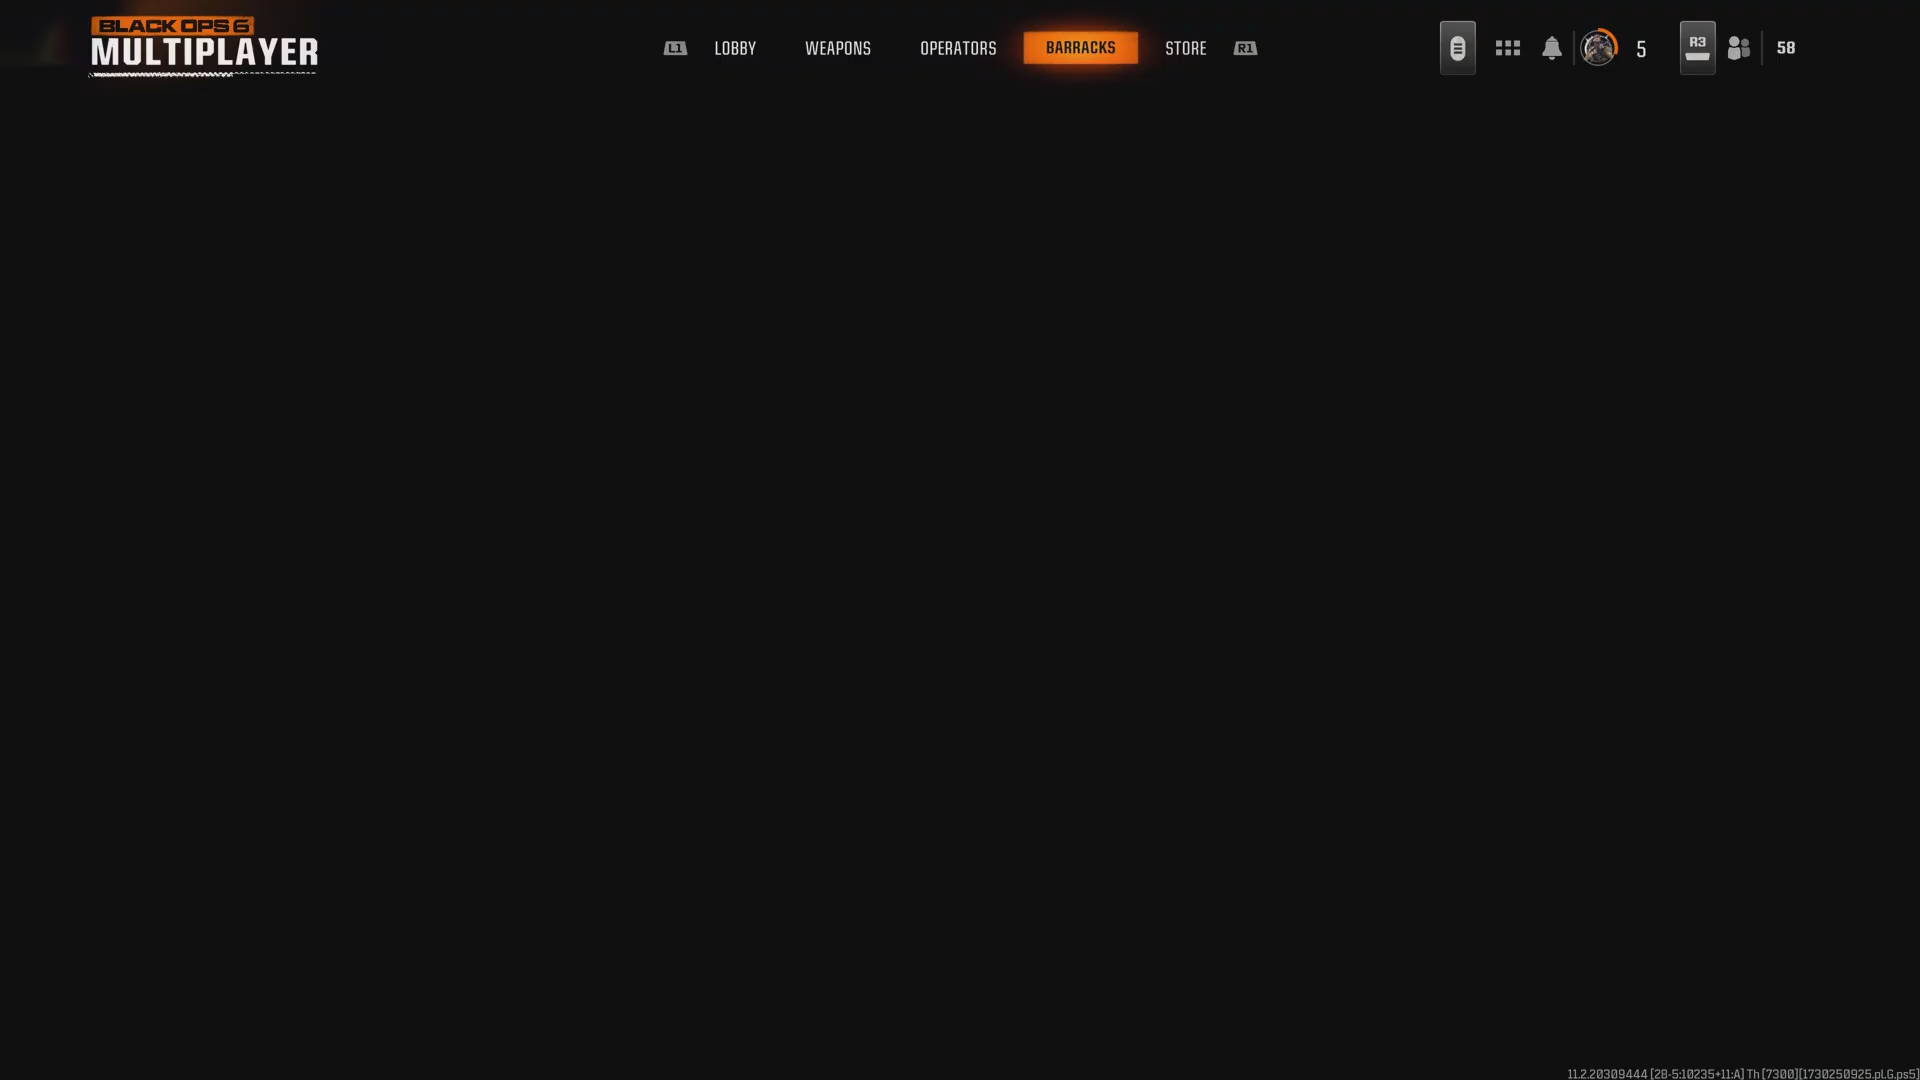 BLACK OPS 6
MULTIPLAYER
L1 LOBBY WEAPONS OPERATORS BARRACKS STORE R1
5 R3 58
11.2.20309444 [28-5:10235+11:A] Th [7300][1730250925.pl.G.ps5]